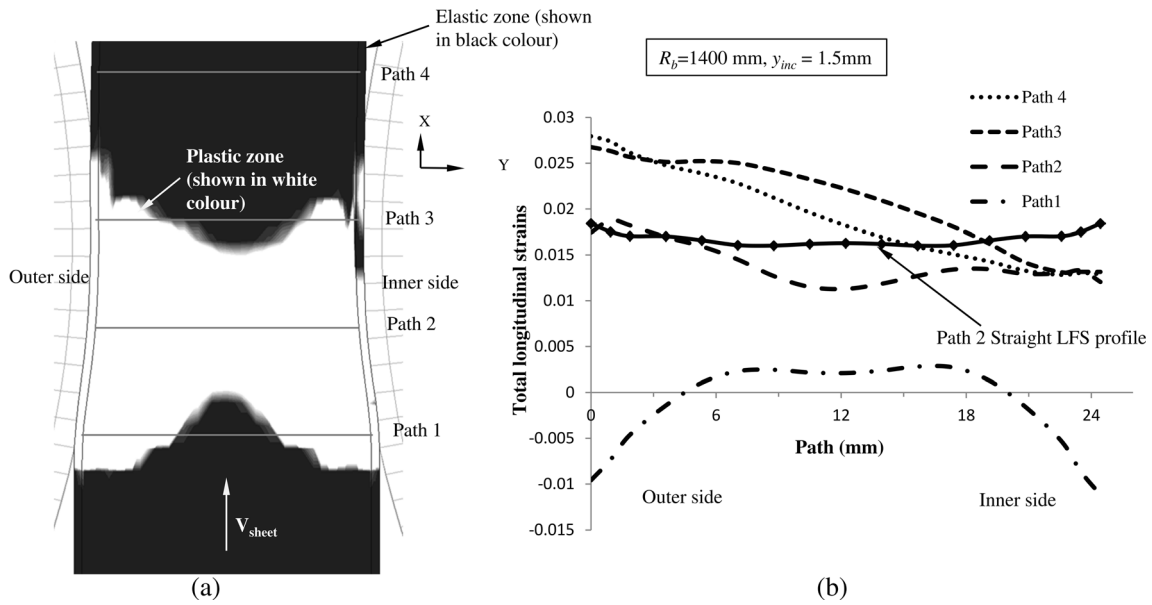 Elastic zone (shown
in black colour)
Path 4
X
Y
Plastic zone
(shown in white
colour)
Path 3
Outer side
Inner side
Path 2
Path 1
V_sheet
(a)
R_b=1400 mm, y_inc = 1.5mm
Path 4
Path3
Path2
Path1
Total longitudinal strains
0.03
0.025
0.02
0.015
0.01
0.005
0
-0.005
-0.01
-0.015
0
6
12
18
24
Path 2 Straight LFS profile
Path (mm)
Outer side
Inner side
(b)